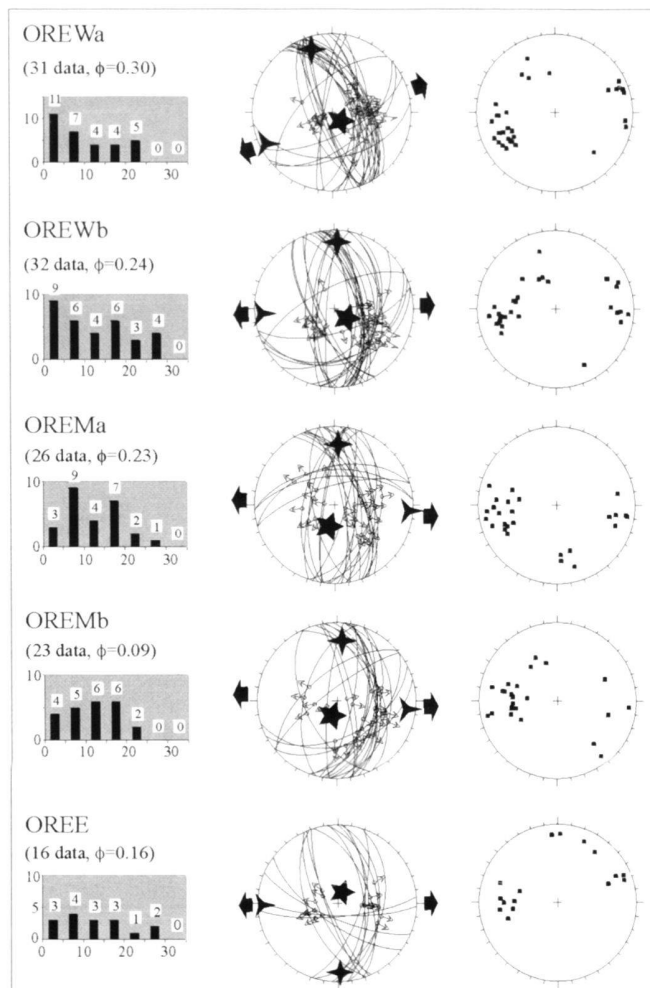 OREWa
(31 data, ϕ=0.30)
11
10 7 4 4 5 0 0
0
0 10 20 30
OREWb
(32 data, ϕ=0.24)
10 9 6 4 6 3 4 0
0
0 10 20 30
OREMa
(26 data, ϕ=0.23)
10 3 9 4 7 2 1 0
0
0 10 20 30
OREMb
(23 data, ϕ=0.09)
10
4 5 6 6 2 0 0
0
0 10 20 30
OREE
(16 data, ϕ=0.16)
10
5 3 4 3 3 1 2 0
0
0 10 20 30